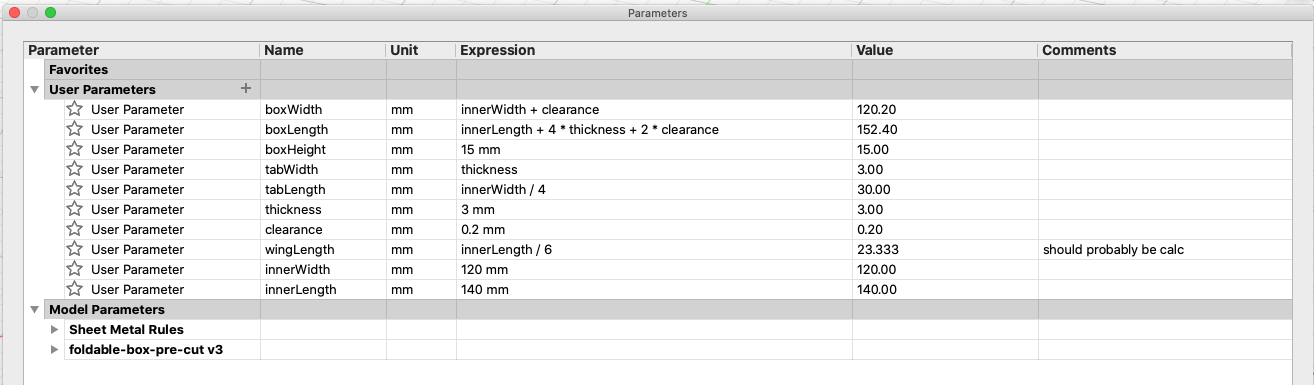 Parameters
Parameter Name Unit Expression Value Comments
Favorites
User Parameters +
User Parameter boxWidth mm innerWidth + clearance 120.20
User Parameter boxLength mm innerLength + 4 * thickness + 2 * clearance 152.40
User Parameter boxHeight mm 15 mm 15.00
User Parameter tabWidth mm thickness 3.00
User Parameter tabLength mm innerWidth / 4 30.00
User Parameter thickness mm 3 mm 3.00
User Parameter clearance mm 0.2 mm 0.20
User Parameter wingLength mm innerLength / 6 23.333 should probably be calc
User Parameter innerWidth mm 120 mm 120.00
User Parameter innerLength mm 140 mm 140.00
Model Parameters
Sheet Metal Rules
foldable-box-pre-cut v3